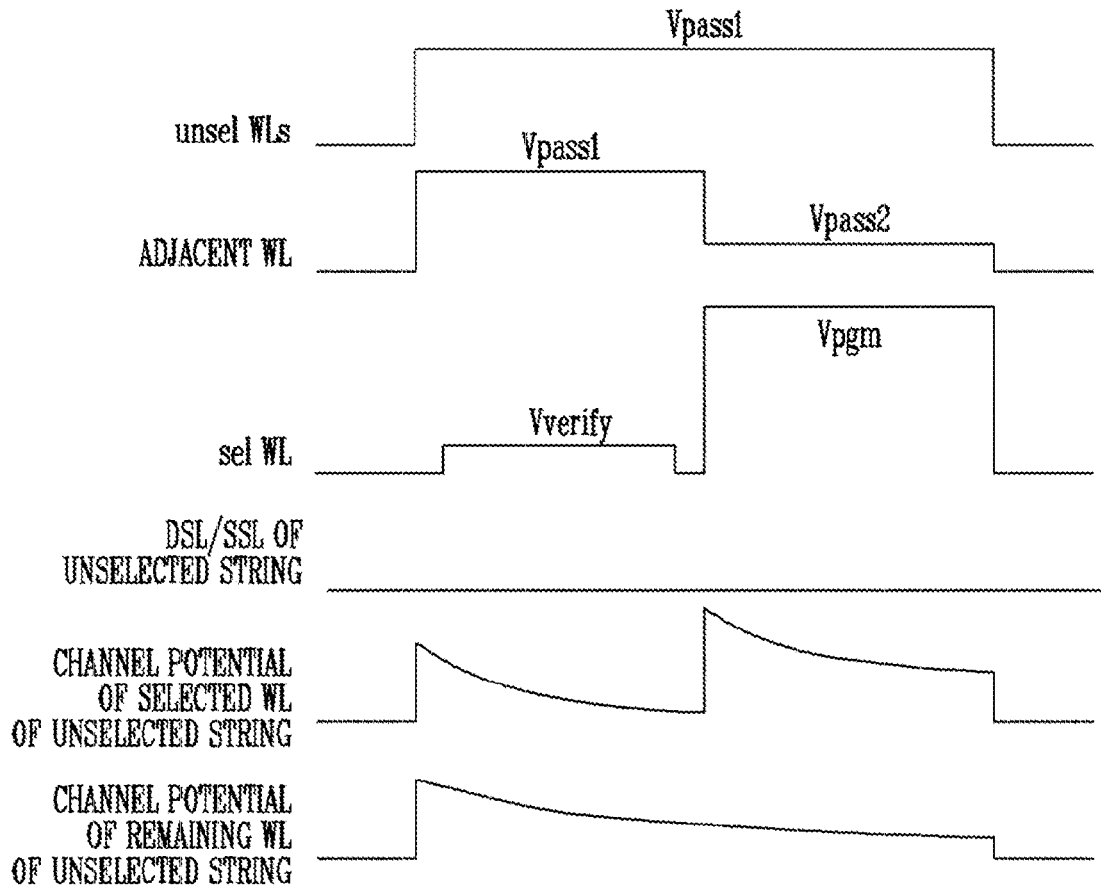 Vpass1
unsel WLs
Vpass1
Vpass2
ADJACENT WL
Vpgm
Vverify
sel WL
DSL/SSL OF
UNSELECTED STRING
CHANNEL POTENTIAL
OF SELECTED WL
OF UNSELECTED STRING
CHANNEL POTENTIAL
OF REMAINING WL
OF UNSELECTED STRING